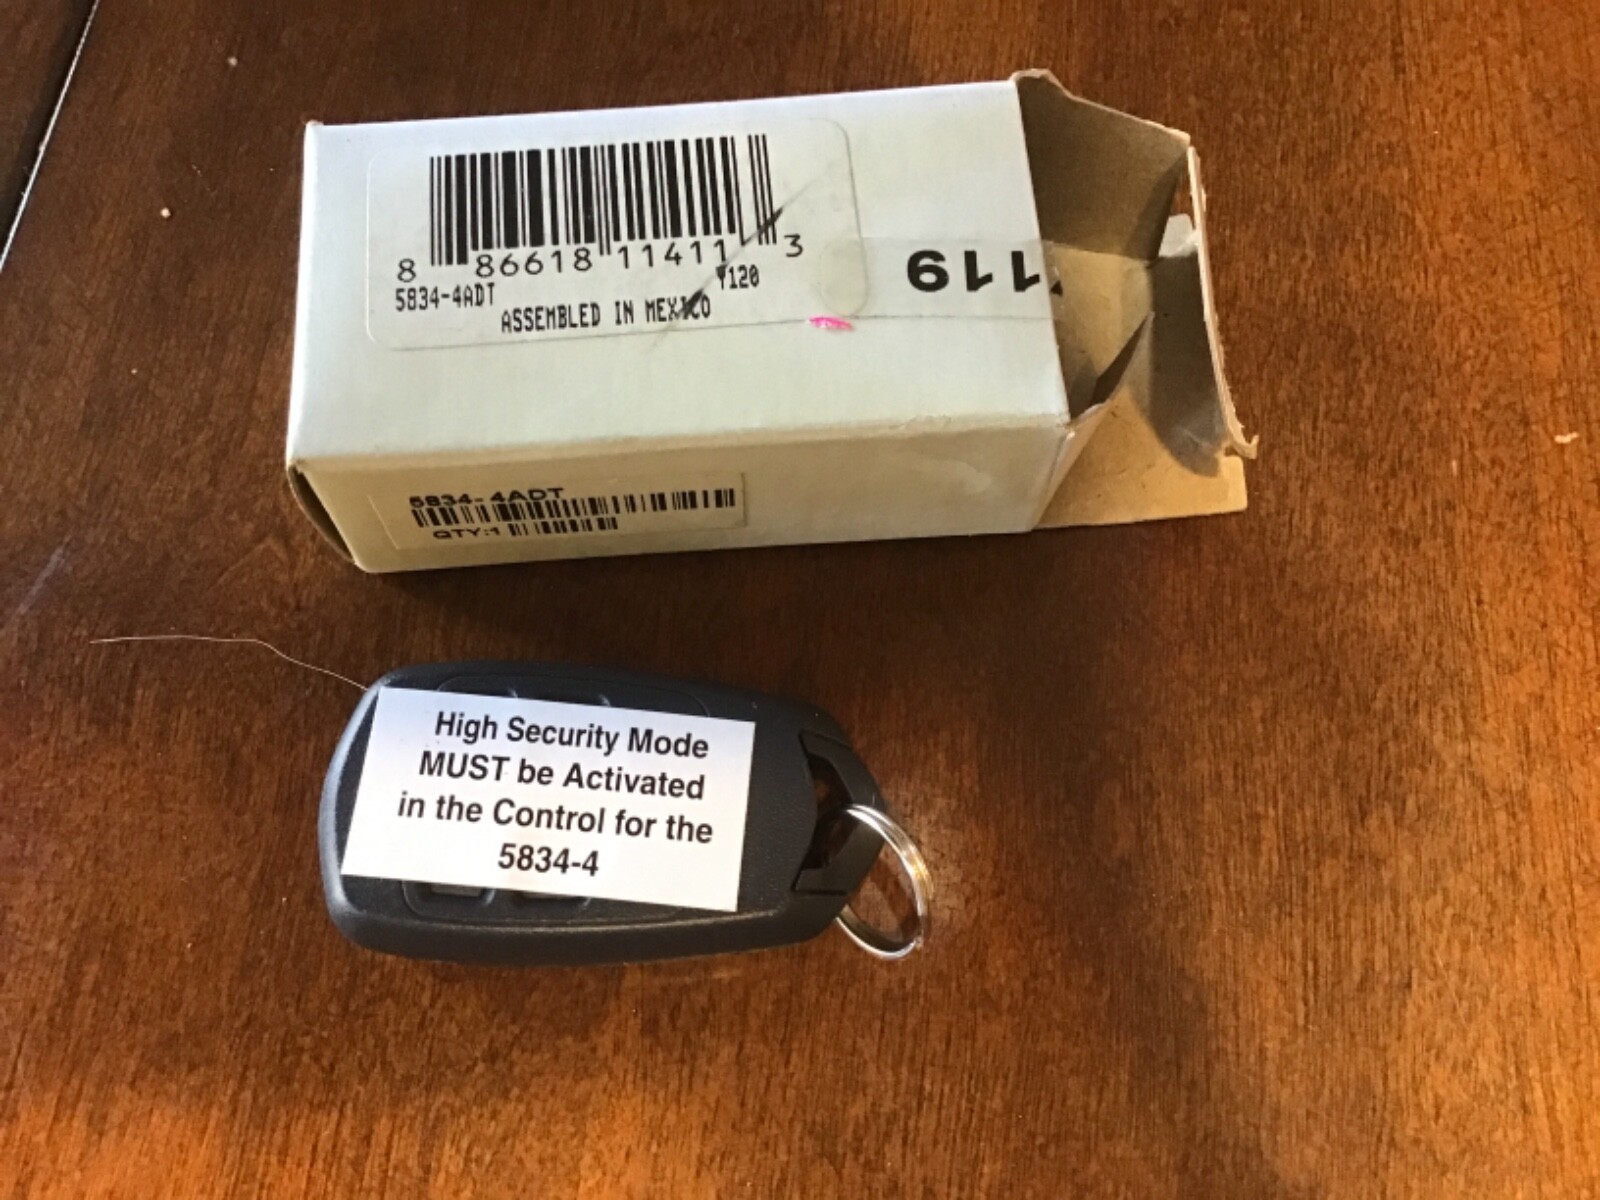 8 86618 11411 3
5834-4ADT Y120
ASSEMBLED IN MEXICO
119
5834-4ADT
QTY:1
High Security Mode
MUST be Activated
in the Control for the
5834-4